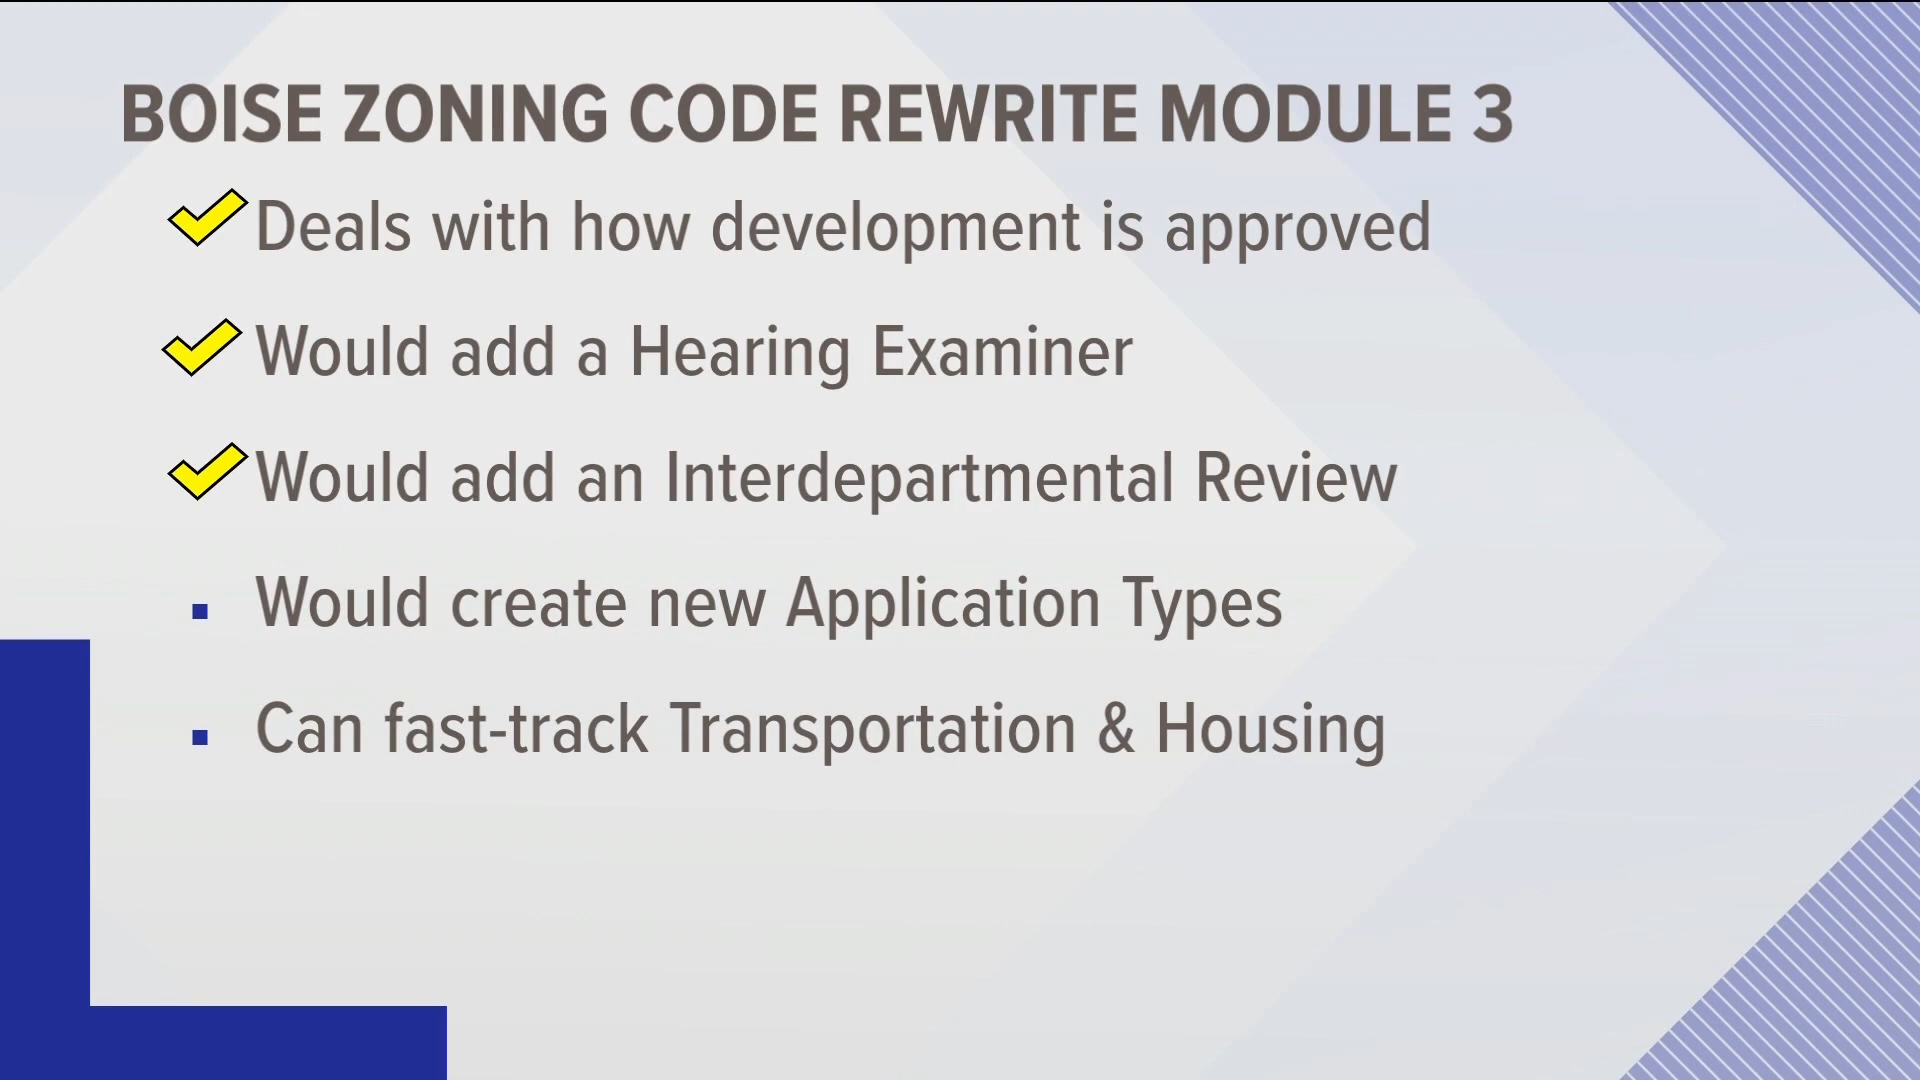 BOISE ZONING CODE REWRITE MODULE 3
Deals with how development is approved
Would add a Hearing Examiner
Would add an Interdepartmental Review
Would create new Application Types
Can fast-track Transportation & Housing